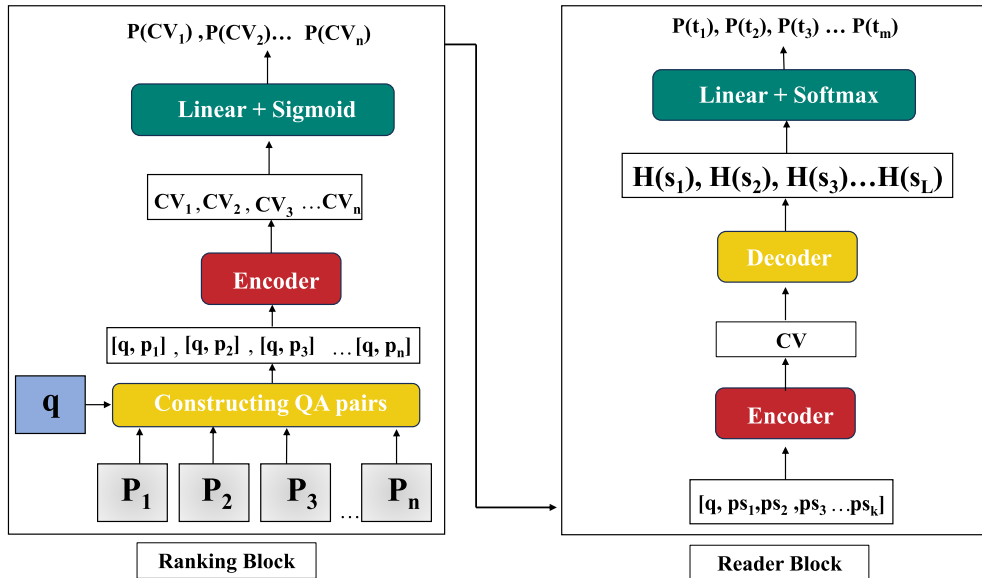 P(CV₁) ,P(CV₂)… P(CVₙ)
Linear + Sigmoid
CV₁ ,CV₂ , CV₃ …CVₙ
Encoder
[q, p₁] , [q, p₂] , [q, p₃] …[q, pₙ]
q
Constructing QA pairs
P₁ P₂ P₃ … Pₙ
Ranking Block
P(t₁), P(t₂), P(t₃) … P(tₘ)
Linear + Softmax
H(s₁), H(s₂), H(s₃)…H(s_L)
Decoder
CV
Encoder
[q, ps₁,ps₂ ,ps₃ …psₖ]
Reader Block